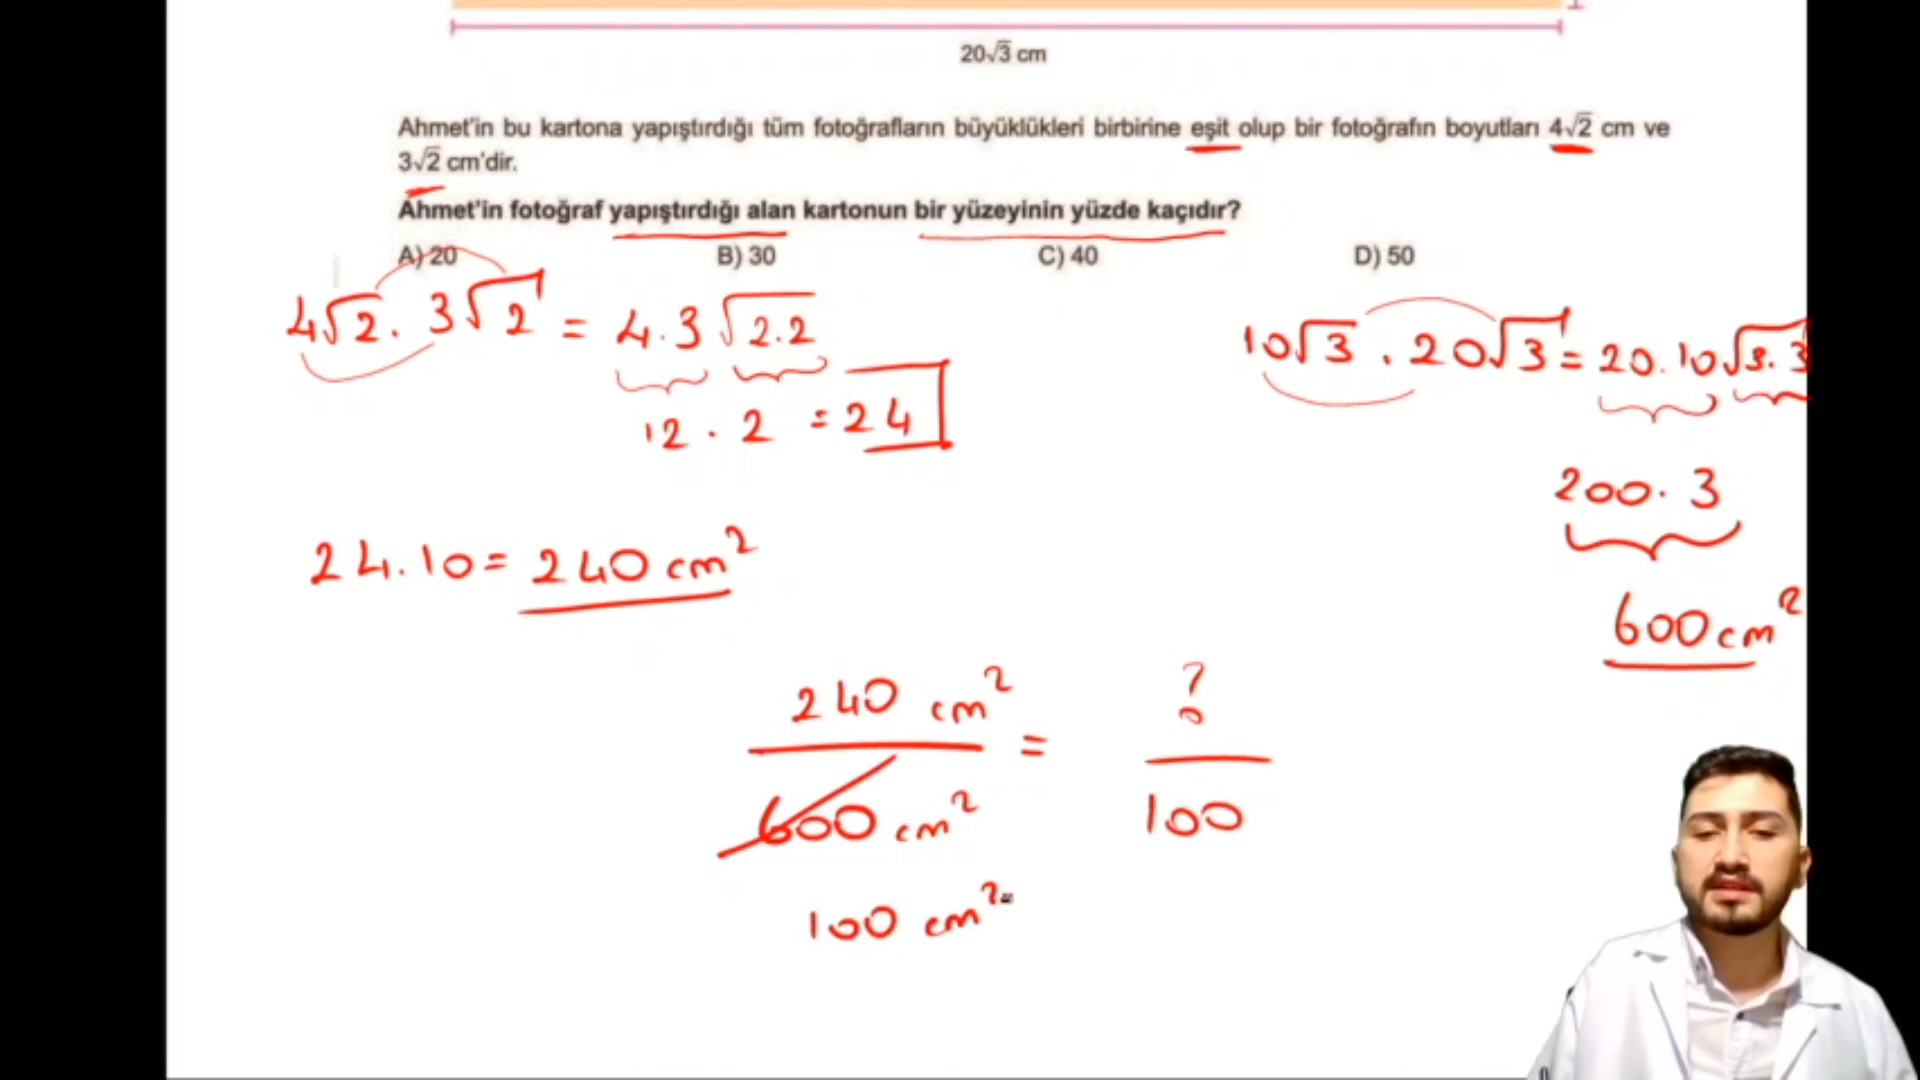 20√3 cm
Ahmet'in bu kartona yapıştırdığı tüm fotoğrafların büyüklükleri birbirine eşit olup bir fotoğrafın boyutları 4√2 cm ve
3√2 cm'dir.
Ahmet'in fotoğraf yapıştırdığı alan kartonun bir yüzeyinin yüzde kaçıdır?
A) 20 B) 30 C) 40 D) 50
4√2 . 3√2 = 4.3 √2.2
12 . 2 = 24
10√3 . 20√3 = 20.10 √3.3
200 . 3
600 cm²
24.10 = 240 cm²
240 cm² / 600 cm² = ? / 100
100 cm²